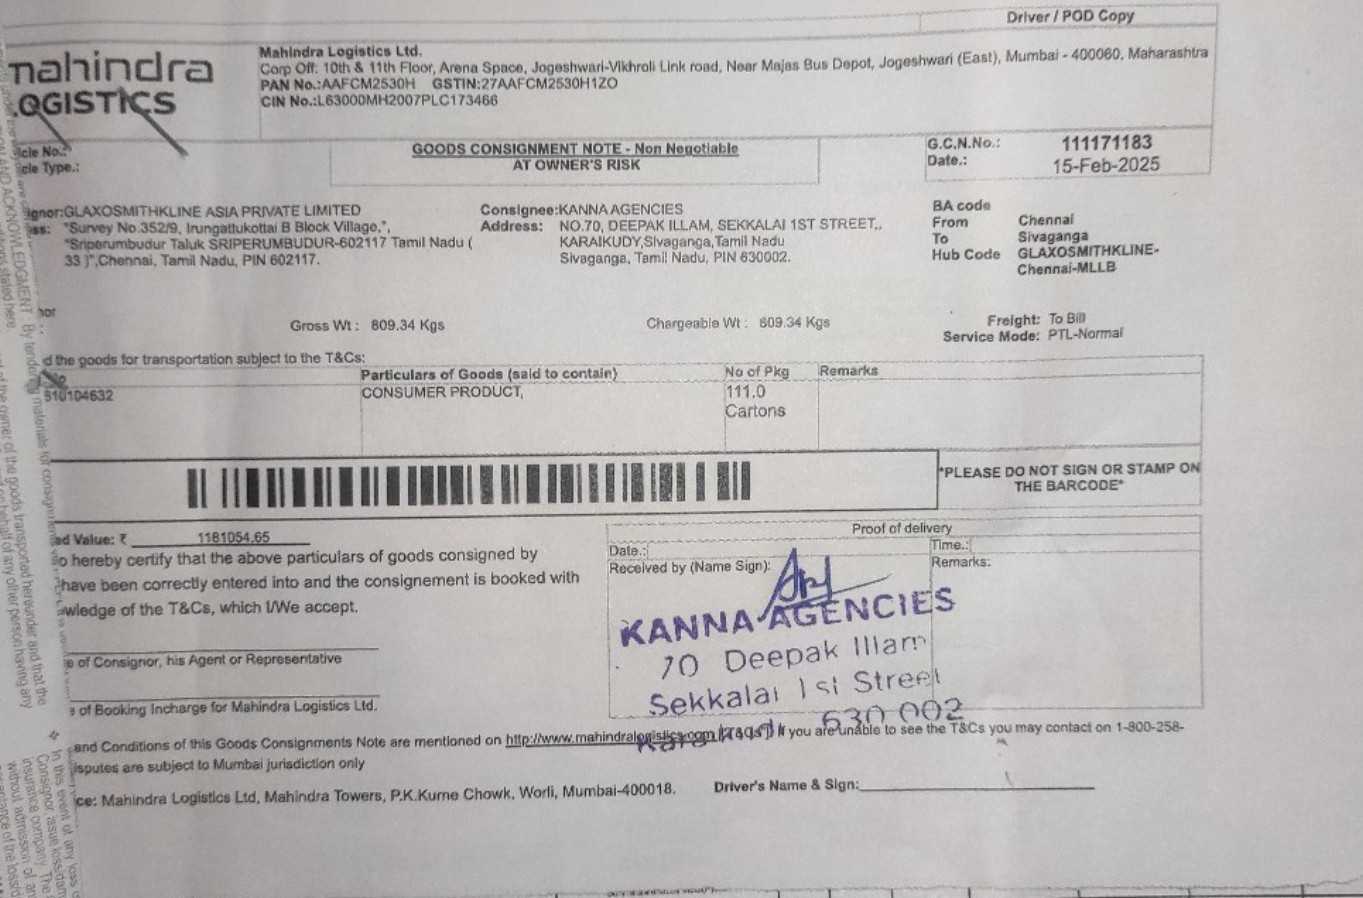 Driver / POD Copy
mahindra
LOGISTICS
Mahindra Logistics Ltd.
Corp Off: 10th & 11th Floor, Arena Space, Jogeshwari-Vikhroli Link road, Near Majas Bus Depot, Jogeshwari (East), Mumbai - 400060, Maharashtra
PAN No.:AAFCM2530H GSTIN:27AAFCM2530H1ZO
CIN No.:L63000MH2007PLC173466
icle No.:
cle Type.:
GOODS CONSIGNMENT NOTE - Non Negotiable
AT OWNER'S RISK
G.C.N.No.: 111171183
Date.: 15-Feb-2025
ignor:GLAXOSMITHKLINE ASIA PRIVATE LIMITED
ess: "Survey No.352/9, Irungattukottai B Block Village,",
"Sriperumbudur Taluk SRIPERUMBUDUR-602117 Tamil Nadu (
33 )",Chennai, Tamil Nadu, PIN 602117.
Consignee:KANNA AGENCIES
Address: NO.70, DEEPAK ILLAM, SEKKALAI 1ST STREET,,
KARAIKUDY,Sivaganga,Tamil Nadu
Sivaganga, Tamil Nadu, PIN 630002.
BA code
From Chennai
To Sivaganga
Hub Code GLAXOSMITHKLINE-
Chennai-MLLB
nor
Gross Wt : 809.34 Kgs
Chargeable Wt : 809.34 Kgs
Freight: To Bill
Service Mode: PTL-Normal
d the goods for transportation subject to the T&Cs:
Particulars of Goods (said to contain) No of Pkg Remarks
510104632 CONSUMER PRODUCT, 111.0
Cartons
*PLEASE DO NOT SIGN OR STAMP ON
THE BARCODE*
ed Value: ₹ 1181054.65
o hereby certify that the above particulars of goods consigned by
have been correctly entered into and the consignement is booked with
wledge of the T&Cs, which I/We accept.
e of Consignor, his Agent or Representative
s of Booking Incharge for Mahindra Logistics Ltd.
Proof of delivery
Date.: Time.:
Received by (Name Sign): Remarks:
KANNA AGENCIES
70 Deepak Illam
Sekkalai 1st Street
630 002
and Conditions of this Goods Consignments Note are mentioned on http://www.mahindralogistics.com If you are unable to see the T&Cs you may contact on 1-800-258-
isputes are subject to Mumbai jurisdiction only
ce: Mahindra Logistics Ltd, Mahindra Towers, P.K.Kurne Chowk, Worli, Mumbai-400018.
Driver's Name & Sign: